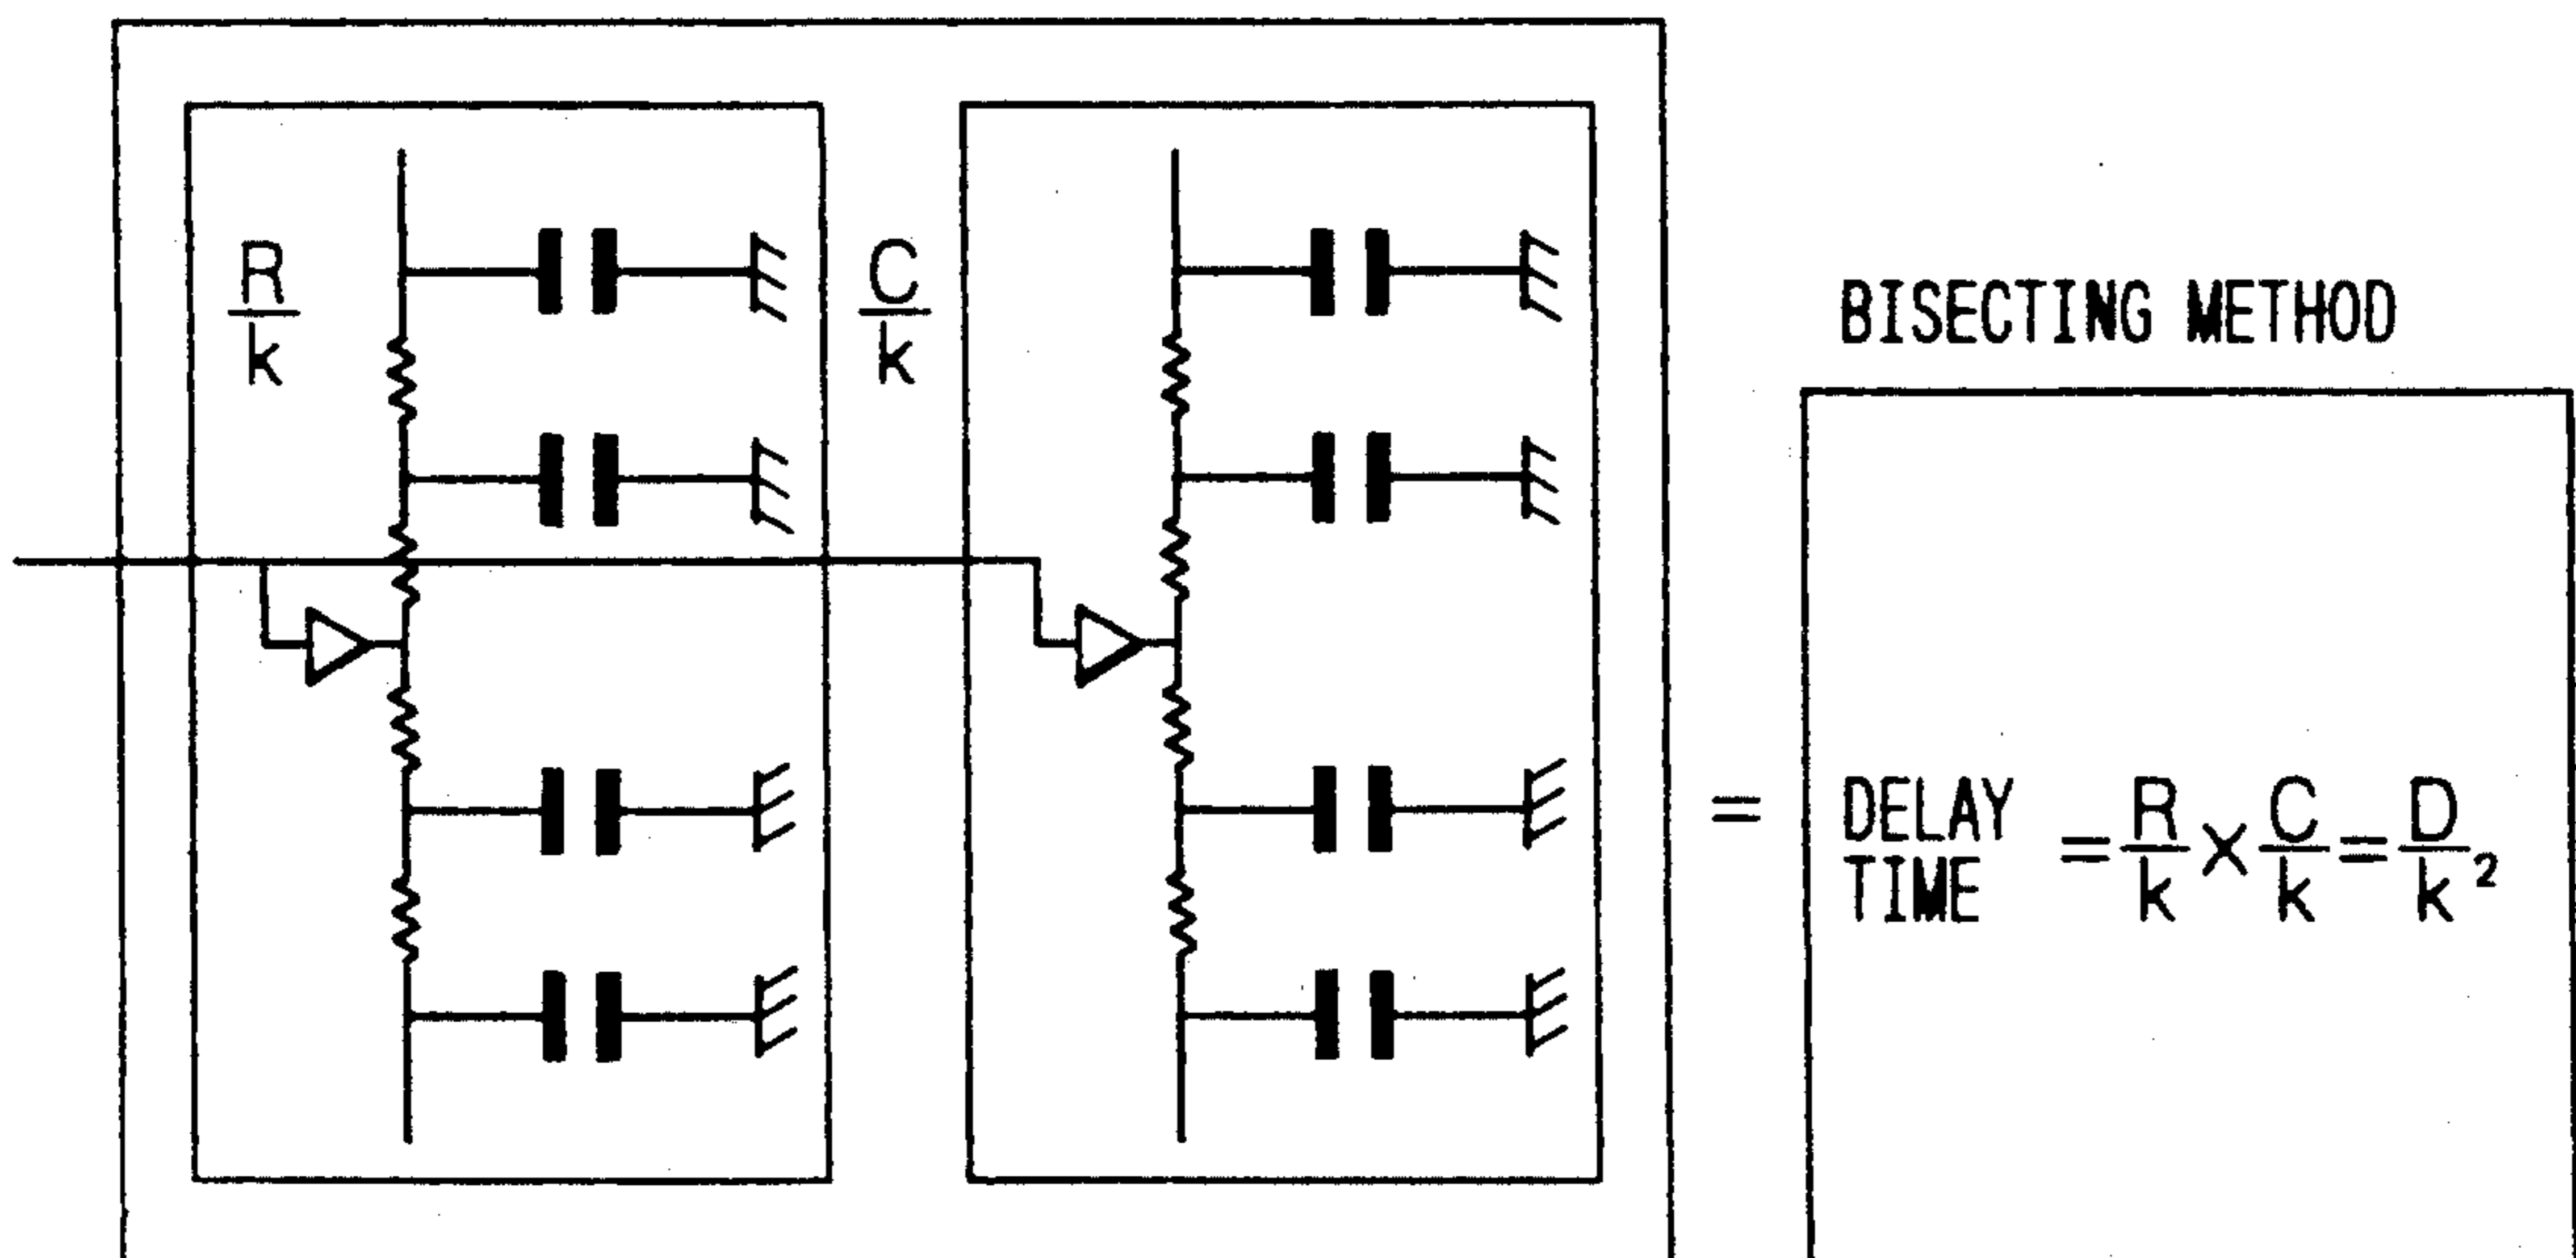 R/k
C/k
BISECTING METHOD
=
DELAY TIME = R/k × C/k = D/k²